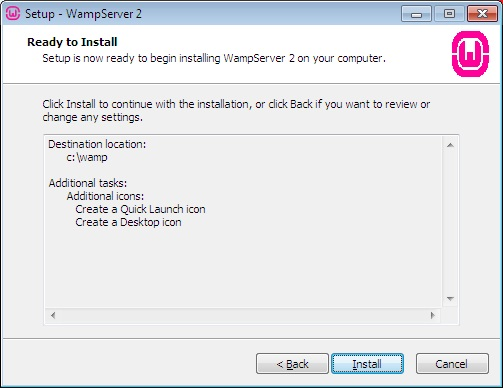 Setup - WampServer 2
Ready to Install
Setup is now ready to begin installing WampServer 2 on your computer.
Click Install to continue with the installation, or click Back if you want to review or
change any settings.
Destination location:
c:\wamp
Additional tasks:
Additional icons:
Create a Quick Launch icon
Create a Desktop icon
< Back
Install
Cancel